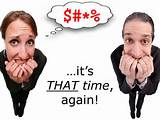 $#*%
...it's
THAT time,
again!